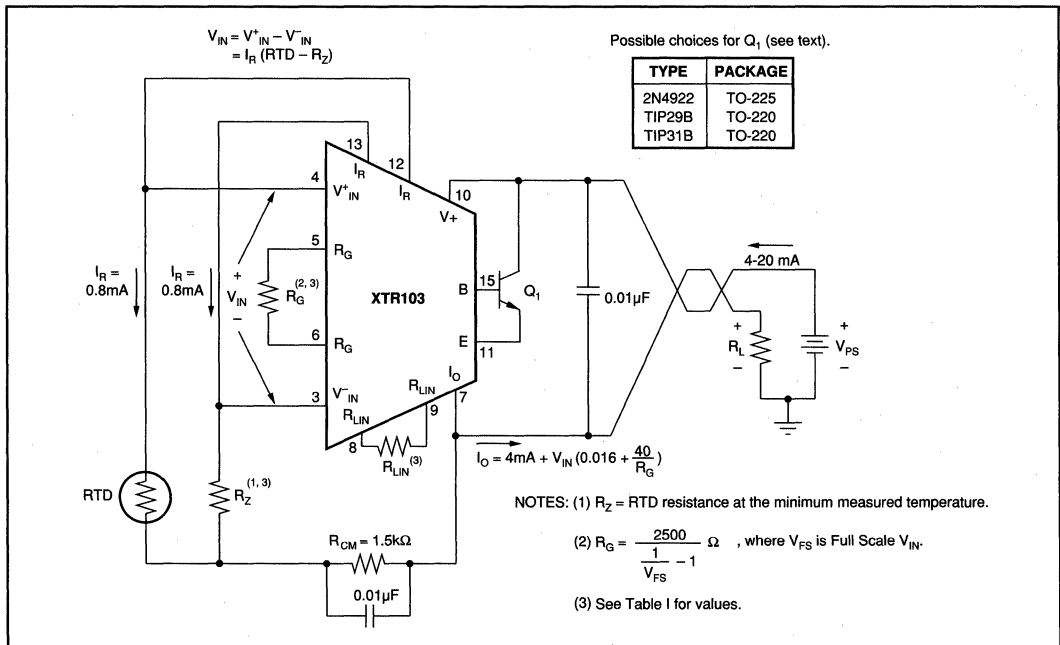 V_IN = V⁺_IN – V⁻_IN
= I_R (RTD – R_Z)
Possible choices for Q₁ (see text).
TYPE PACKAGE
2N4922 TO-225
TIP29B TO-220
TIP31B TO-220
13
I_R
12
I_R
4
V⁺_IN
10
V+
5
R_G
I_R =
0.8mA
I_R =
0.8mA
+
V_IN
–
R_G (2, 3)
XTR103
15
B
Q₁
0.01µF
4-20 mA
+
R_L
–
+
V_PS
–
6
R_G
E
11
I_O
7
3
V⁻_IN
R_LIN
9
R_LIN
8
R_LIN (3)
I_O = 4mA + V_IN (0.016 + 40/R_G)
RTD
R_Z (1, 3)
R_CM = 1.5kΩ
0.01µF
NOTES: (1) R_Z = RTD resistance at the minimum measured temperature.
(2) R_G = 2500 / (1/V_FS – 1) Ω , where V_FS is Full Scale V_IN.
(3) See Table I for values.